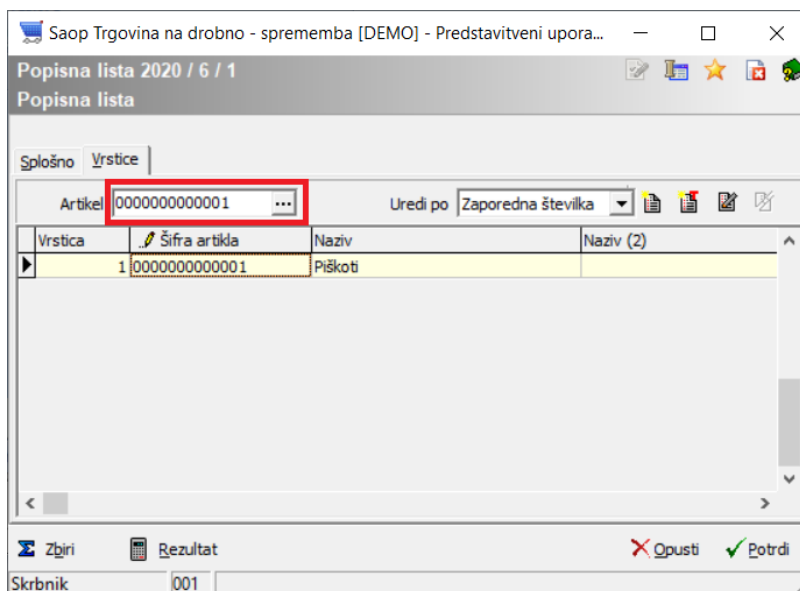 Saop Trgovina na drobno - sprememba [DEMO] - Predstavitveni upora...
Popisna lista 2020 / 6 / 1
Popisna lista
Splošno Vrstice
Artikel 0000000000001 ... Uredi po Zaporedna številka
Vrstica Šifra artikla Naziv Naziv (2)
1 0000000000001 Piškoti
Zbiri Rezultat Opusti Potrdi
Skrbnik 001